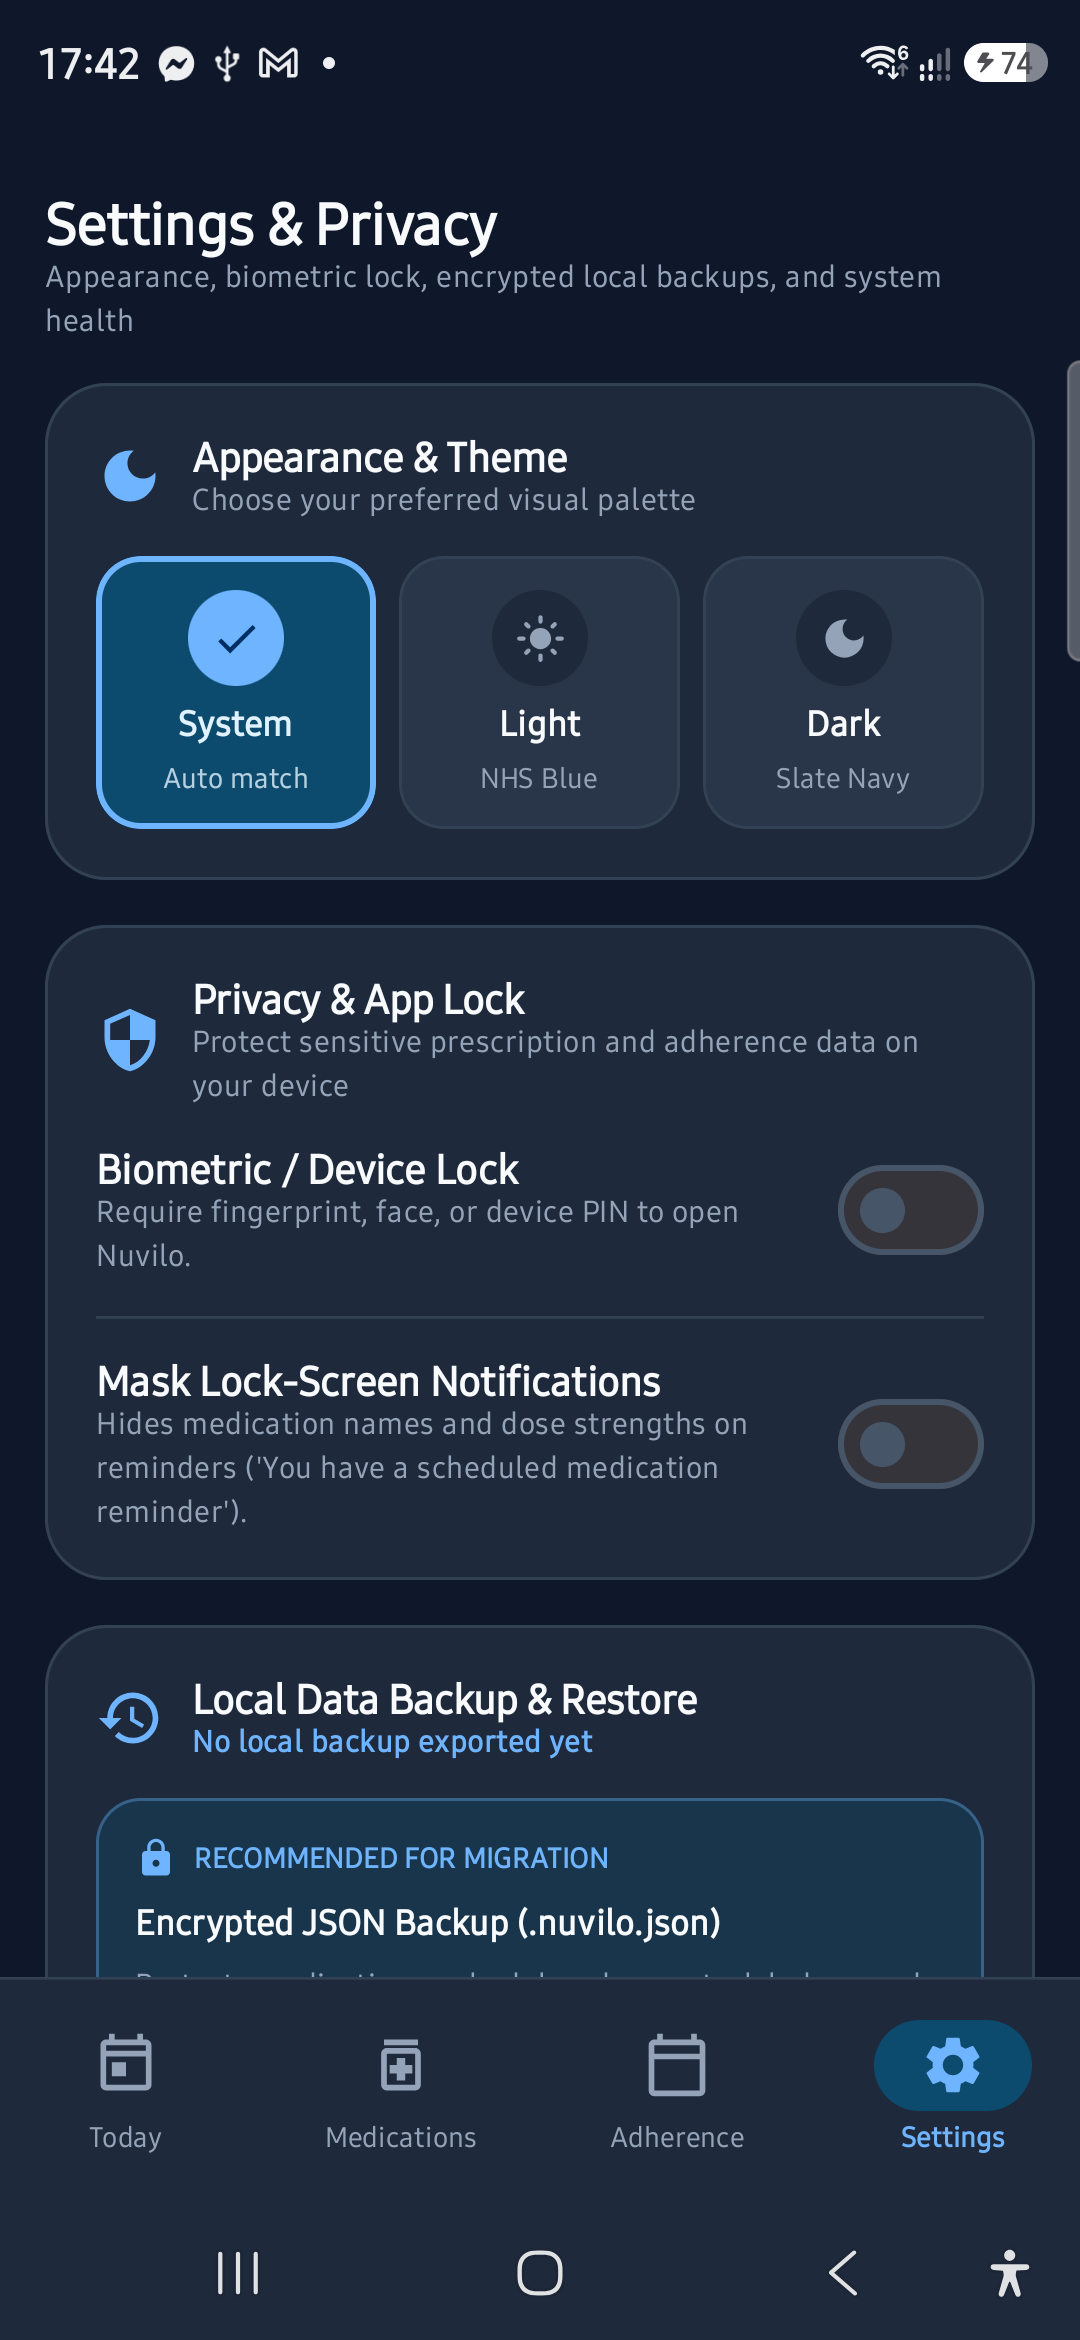 17:42
6
74
Settings & Privacy
Appearance, biometric lock, encrypted local backups, and system
health
Appearance & Theme
Choose your preferred visual palette
System
Auto match
Light
NHS Blue
Dark
Slate Navy
Privacy & App Lock
Protect sensitive prescription and adherence data on
your device
Biometric / Device Lock
Require fingerprint, face, or device PIN to open
Nuvilo.
Mask Lock-Screen Notifications
Hides medication names and dose strengths on
reminders ('You have a scheduled medication
reminder').
Local Data Backup & Restore
No local backup exported yet
RECOMMENDED FOR MIGRATION
Encrypted JSON Backup (.nuvilo.json)
Today
Medications
Adherence
Settings